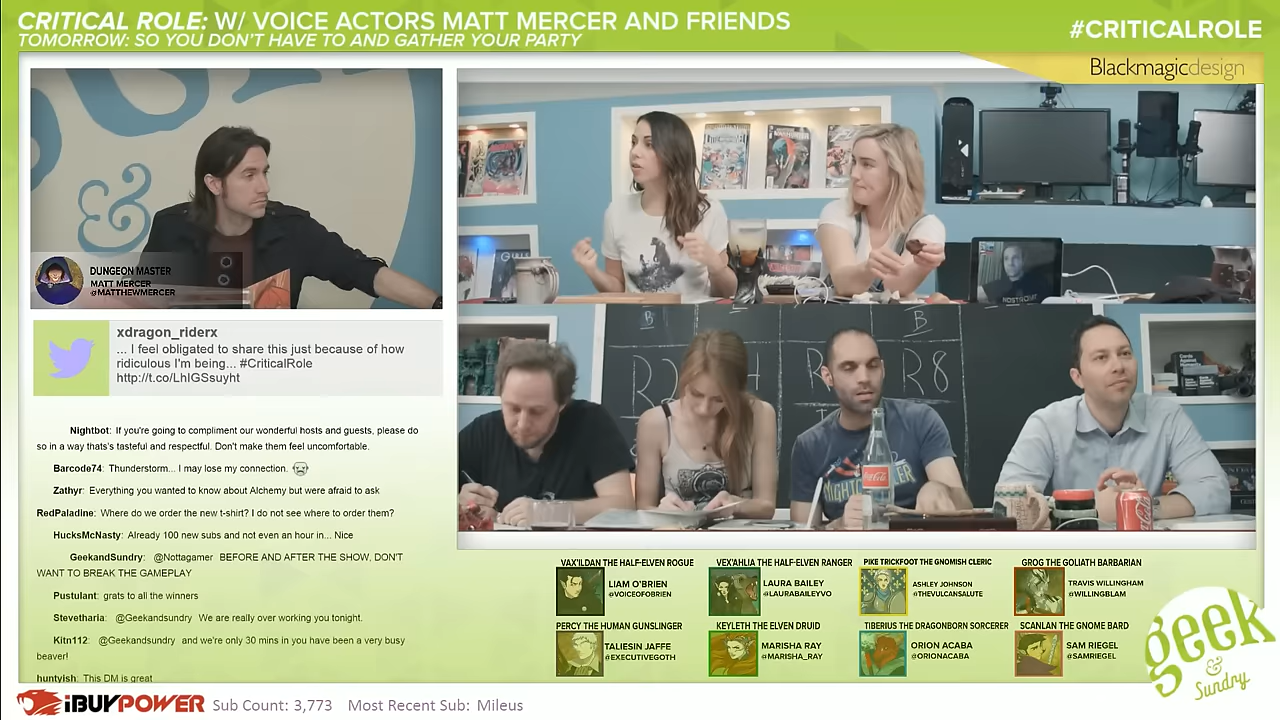 CRITICAL ROLE: W/ VOICE ACTORS MATT MERCER AND FRIENDS
TOMORROW: SO YOU DON'T HAVE TO AND GATHER YOUR PARTY
#CRITICALROLE
Blackmagicdesign
&
DUNGEON MASTER
MATT MERCER
@MATTHEWMERCER
xdragon_riderx
... I feel obligated to share this just because of how
ridiculous I'm being... #CriticalRole
http://t.co/LhIGSsuyht
Nightbot: If you're going to compliment our wonderful hosts and guests, please do
so in a way thats's tasteful and respectful. Don't make them feel uncomfortable.
Barcode74: Thunderstorm... I may lose my connection.
Zathyr: Everything you wanted to know about Alchemy but were afraid to ask
RedPaladine: Where do we order the new t-shirt? I do not see where to order them?
HucksMcNasty: Already 100 new subs and not even an hour in... Nice
GeekandSundry: @Nottagamer BEFORE AND AFTER THE SHOW, DON'T
WANT TO BREAK THE GAMEPLAY
Pustulant: grats to all the winners
Stevetharia: @Geekandsundry We are really over working you tonight.
Kitn112: @Geekandsundry and we're only 30 mins in you have been a very busy
beaver!
huntyish: This DM is great
B
B
R
R8
Coca-Cola
VAX'ILDAN THE HALF-ELVEN ROGUE
LIAM O'BRIEN
@VOICEOFOBRIEN
VEX'AHLIA THE HALF-ELVEN RANGER
LAURA BAILEY
@LAURABAILEYVO
PIKE TRICKFOOT THE GNOMISH CLERIC
ASHLEY JOHNSON
@THEVULCANSALUTE
GROG THE GOLIATH BARBARIAN
TRAVIS WILLINGHAM
@WILLINGBLAM
PERCY THE HUMAN GUNSLINGER
TALIESIN JAFFE
@EXECUTIVEGOTH
KEYLETH THE ELVEN DRUID
MARISHA RAY
@MARISHA_RAY
TIBERIUS THE DRAGONBORN SORCERER
ORION ACABA
@ORIONACABA
SCANLAN THE GNOME BARD
SAM RIEGEL
@SAMRIEGEL
geek
&
Sundry
iBUYPOWER
Sub Count: 3,773 Most Recent Sub: Mileus